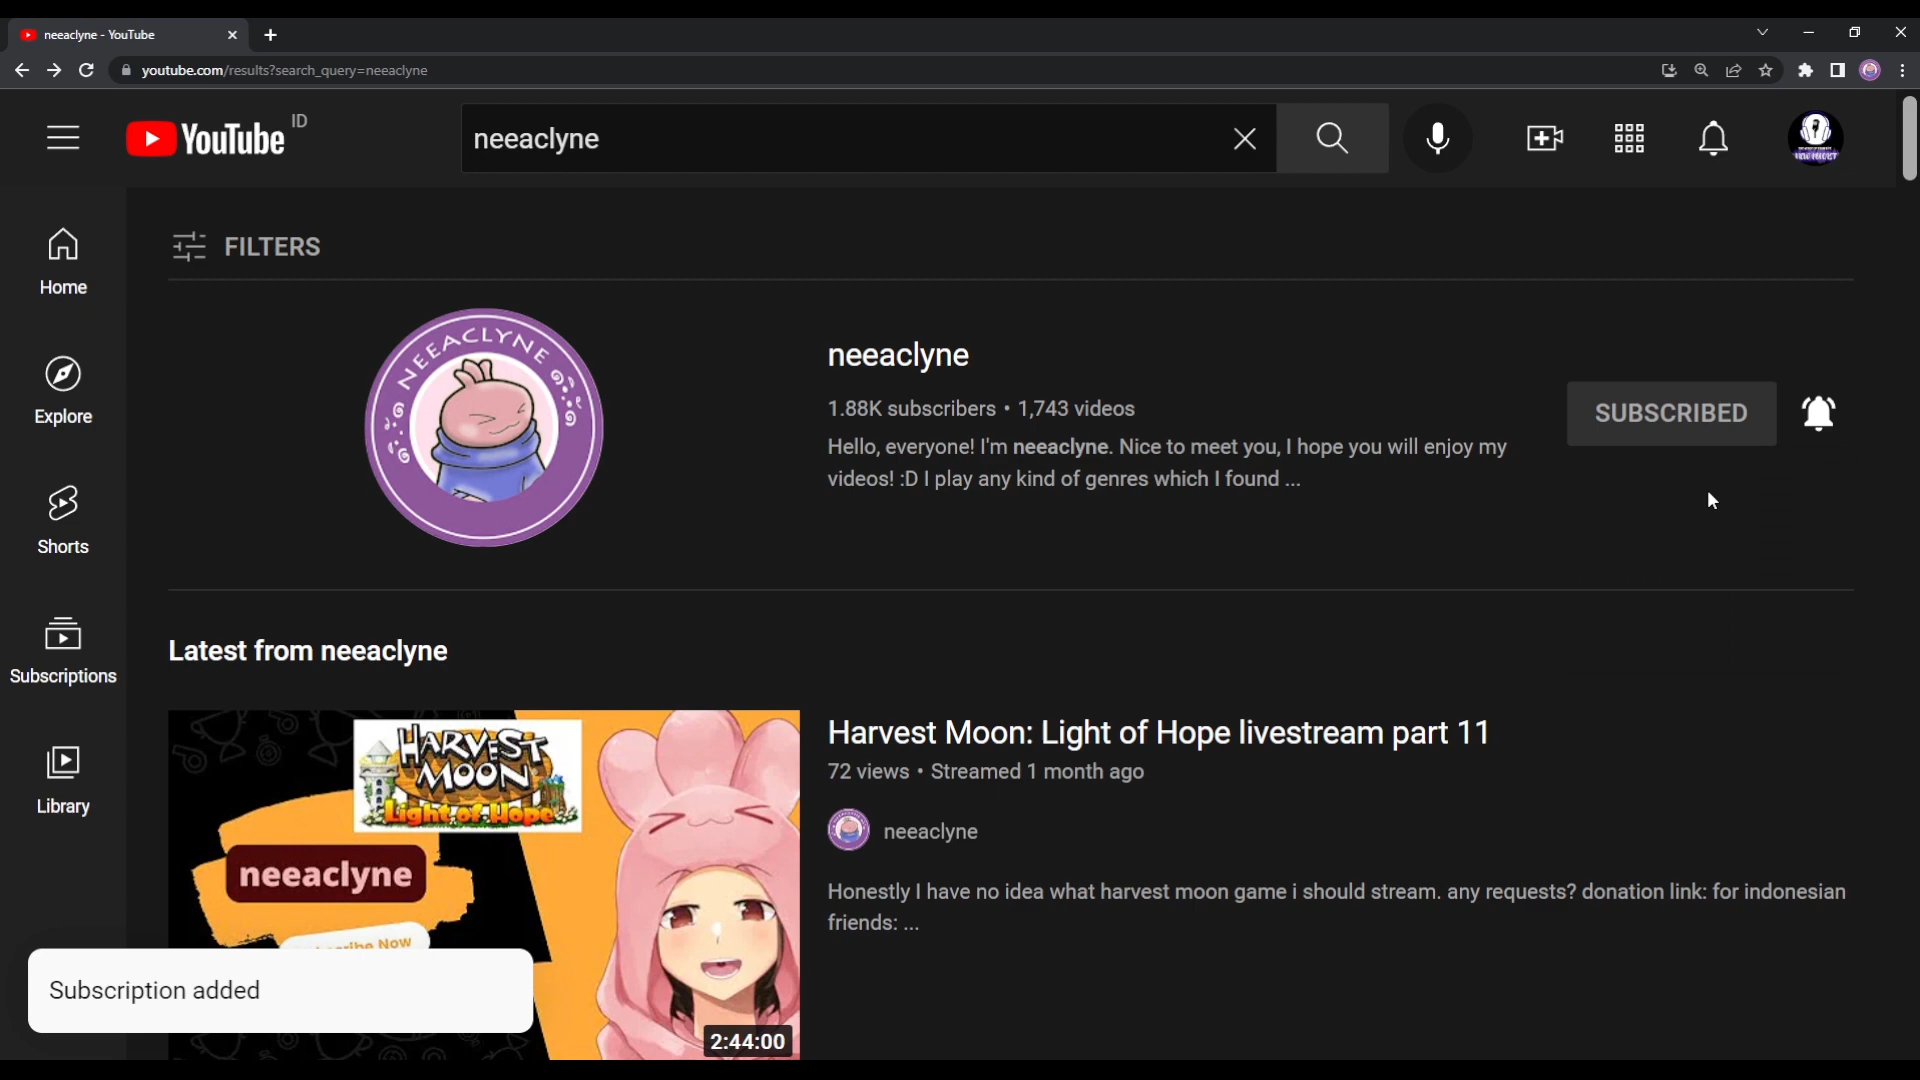 neeaclyne - YouTube
youtube.com/results?search_query=neeaclyne
YouTube ID
neeaclyne
FILTERS
Home
Explore
Shorts
Subscriptions
Library
NEEACLYNE
neeaclyne
1.88K subscribers • 1,743 videos
Hello, everyone! I'm neeaclyne. Nice to meet you, I hope you will enjoy my
videos! :D I play any kind of genres which I found ...
SUBSCRIBED
Latest from neeaclyne
HARVEST
MOON
Light of Hope
neeaclyne
Now
2:44:00
Harvest Moon: Light of Hope livestream part 11
72 views • Streamed 1 month ago
neeaclyne
Honestly I have no idea what harvest moon game i should stream. any requests? donation link: for indonesian
friends: ...
Subscription added